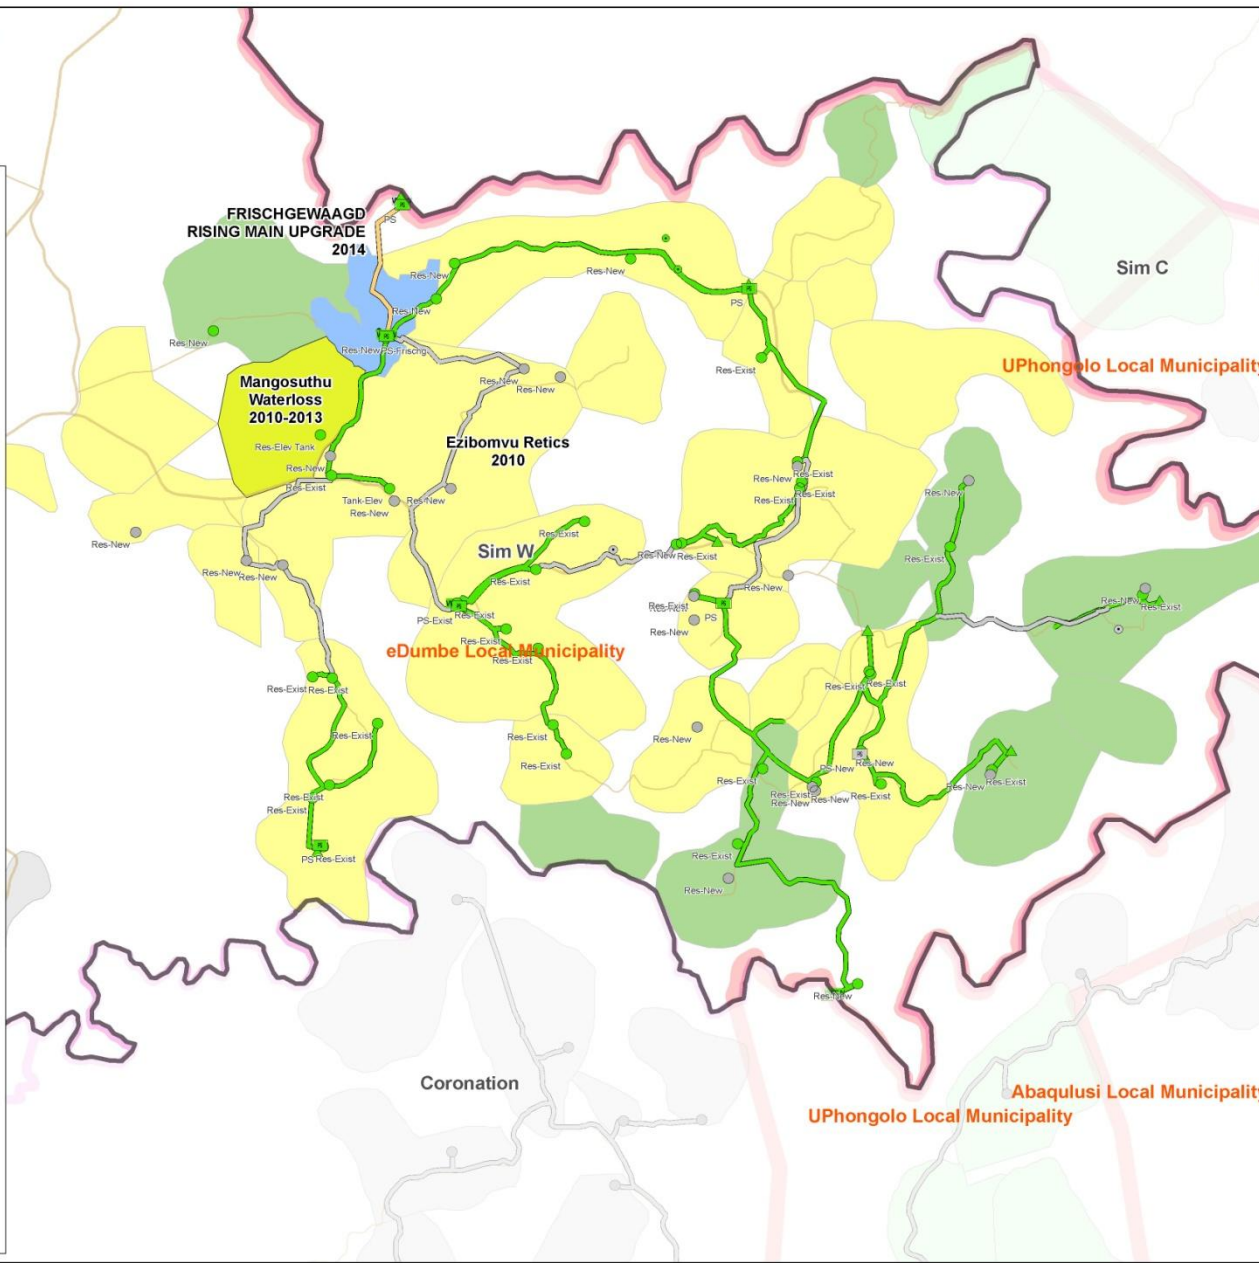 FRISCHGEWAAGD
RISING MAIN UPGRADE
2014
PS
Sim C
Res-New
Res-New
PS
Res-New
Res-New
Res-New
PS-Frischg
UPhongolo Local Municipality
Res-Exist
Mangosuthu
Waterloss
2010-2013
Res-New
Res-New
Ezibomvu Retics
2010
Res-Elev Tank
Res-New
Res-Exist
Res-New
Res-Exist
Res-Exist
Res-Exist
Tank-Elev
Res-New
Res-New
Res-New
Res-New
Res-Exist
Sim W
Res-New
Res-Exist
Res-Exist
Res-New
Res-New
Res-Exist
Res-New
Res-Exist
PS-Exist
Res-Exist
PS
Res-New
Res-Exist
Res-New
Res-Exist
eDumbe Local Municipality
Res-Exist
Res-Exist
Res-Exist
Res-Exist
Res-Exist
Res-Exist
Res-Exist
Res-New
Res-Exist
PS-New
Res-New
Res-Exist
Res-Exist
Res-Exist
Res-Exist
Res-New
Res-New
Res-Exist
Res-New
Res-Exist
PS
Res-Exist
Res-Exist
Res-New
Res-New
Coronation
Abaqulusi Local Municipality
UPhongolo Local Municipality